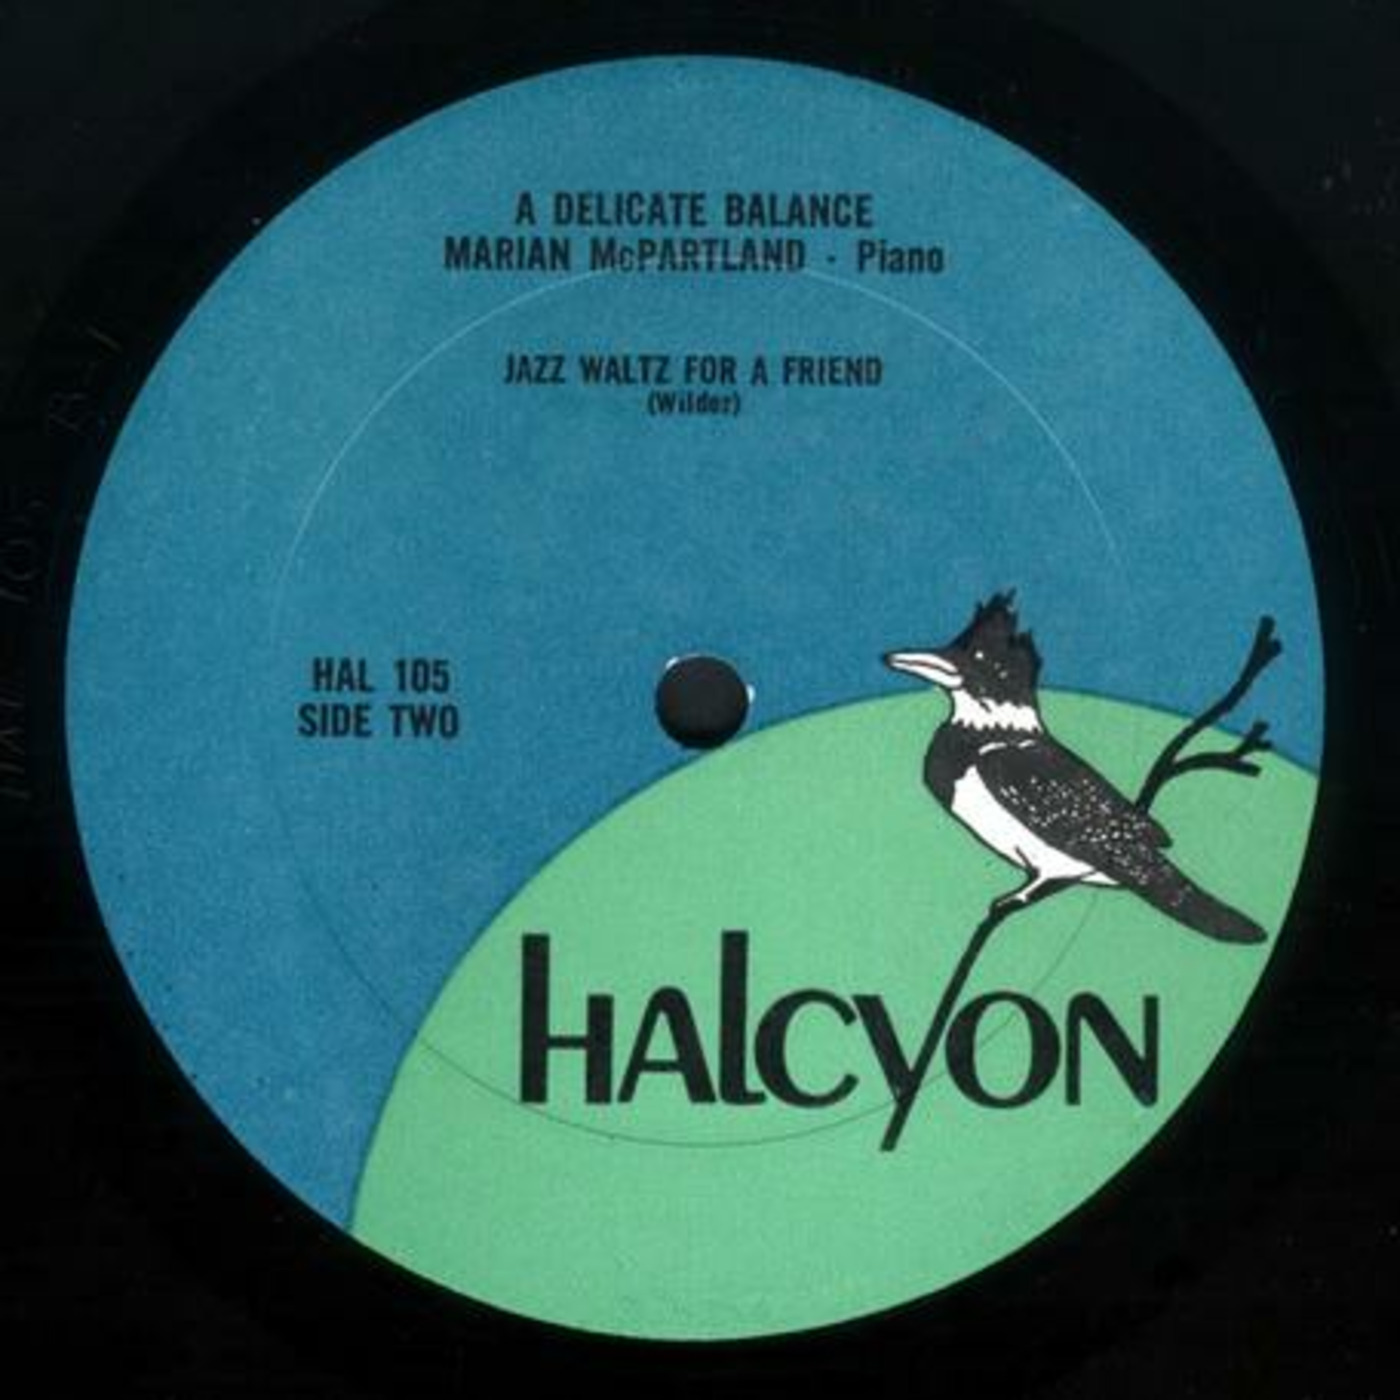 A DELICATE BALANCE
MARIAN McPARTLAND · Piano
JAZZ WALTZ FOR A FRIEND
(Wilder)
HAL 105
SIDE TWO
HALCYON